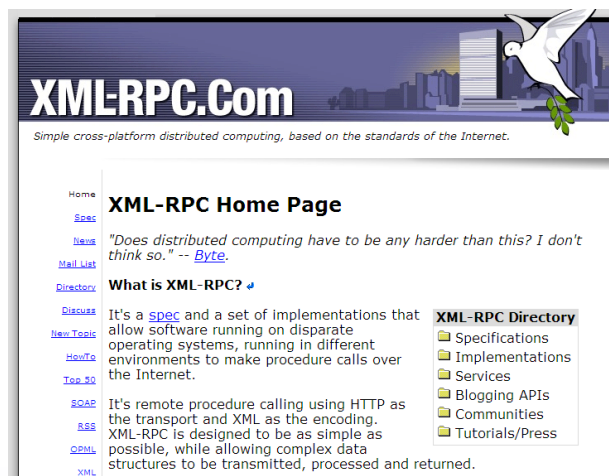 XML-RPC.Com
Simple cross-platform distributed computing, based on the standards of the Internet.
Home
Spec
News
Mail List
Directory
Discuss
New Topic
HowTo
Top 50
SOAP
RSS
OPML
XML
XML-RPC Home Page
"Does distributed computing have to be any harder than this? I don't
think so." -- Byte.
What is XML-RPC?
It's a spec and a set of implementations that
allow software running on disparate
operating systems, running in different
environments to make procedure calls over
the Internet.
It's remote procedure calling using HTTP as
the transport and XML as the encoding.
XML-RPC is designed to be as simple as
possible, while allowing complex data
structures to be transmitted, processed and returned.
XML-RPC Directory
Specifications
Implementations
Services
Blogging APIs
Communities
Tutorials/Press